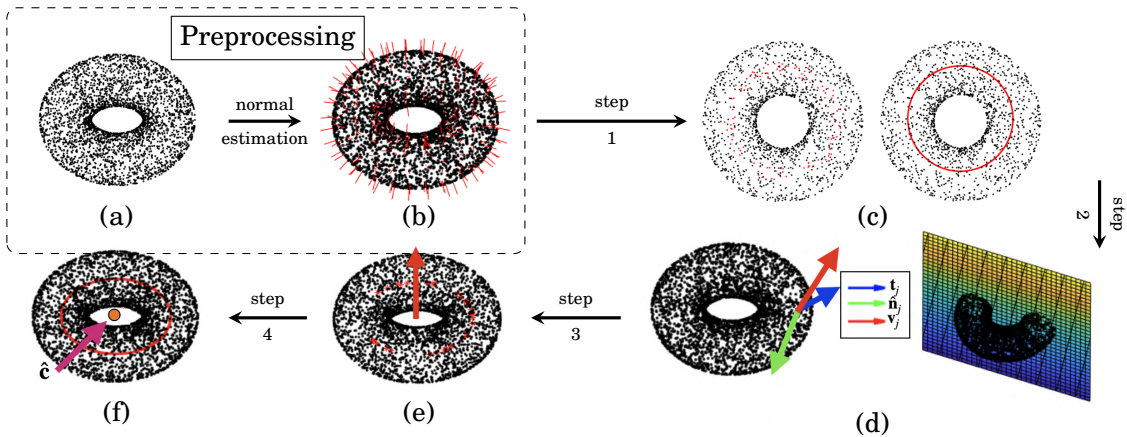 Preprocessing
normal
estimation
(a)
(b)
step
1
(c)
step
2
t_j
n̂_j
v_j
(d)
step
3
(e)
step
4
ĉ
(f)